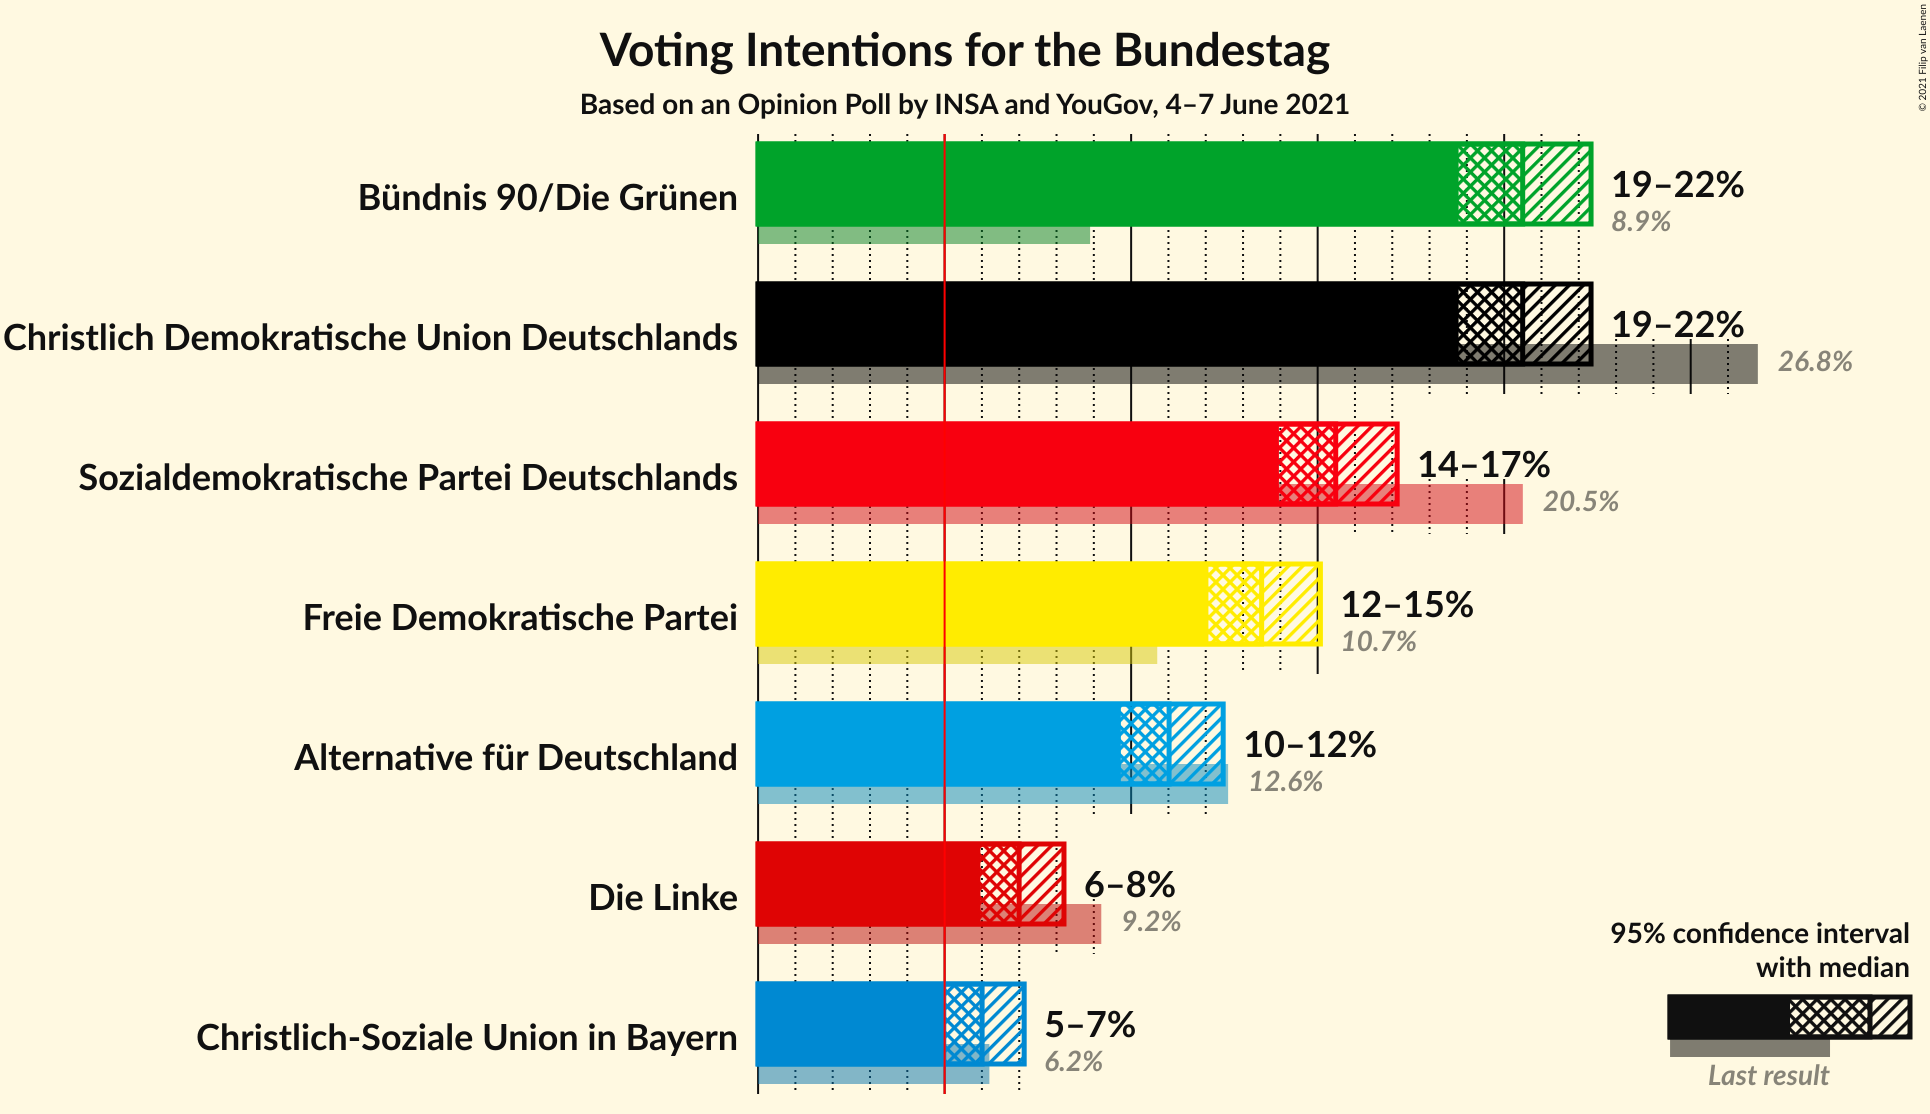 Voting Intentions for the Bundestag
Based on an Opinion Poll by INSA and YouGov, 4–7 June 2021
© 2021 Filip van Laenen
Bündnis 90/Die Grünen
19–22%
8.9%
Christlich Demokratische Union Deutschlands
19–22%
26.8%
Sozialdemokratische Partei Deutschlands
14–17%
20.5%
Freie Demokratische Partei
12–15%
10.7%
Alternative für Deutschland
10–12%
12.6%
Die Linke
6–8%
9.2%
Christlich-Soziale Union in Bayern
5–7%
6.2%
95% confidence interval
with median
Last result